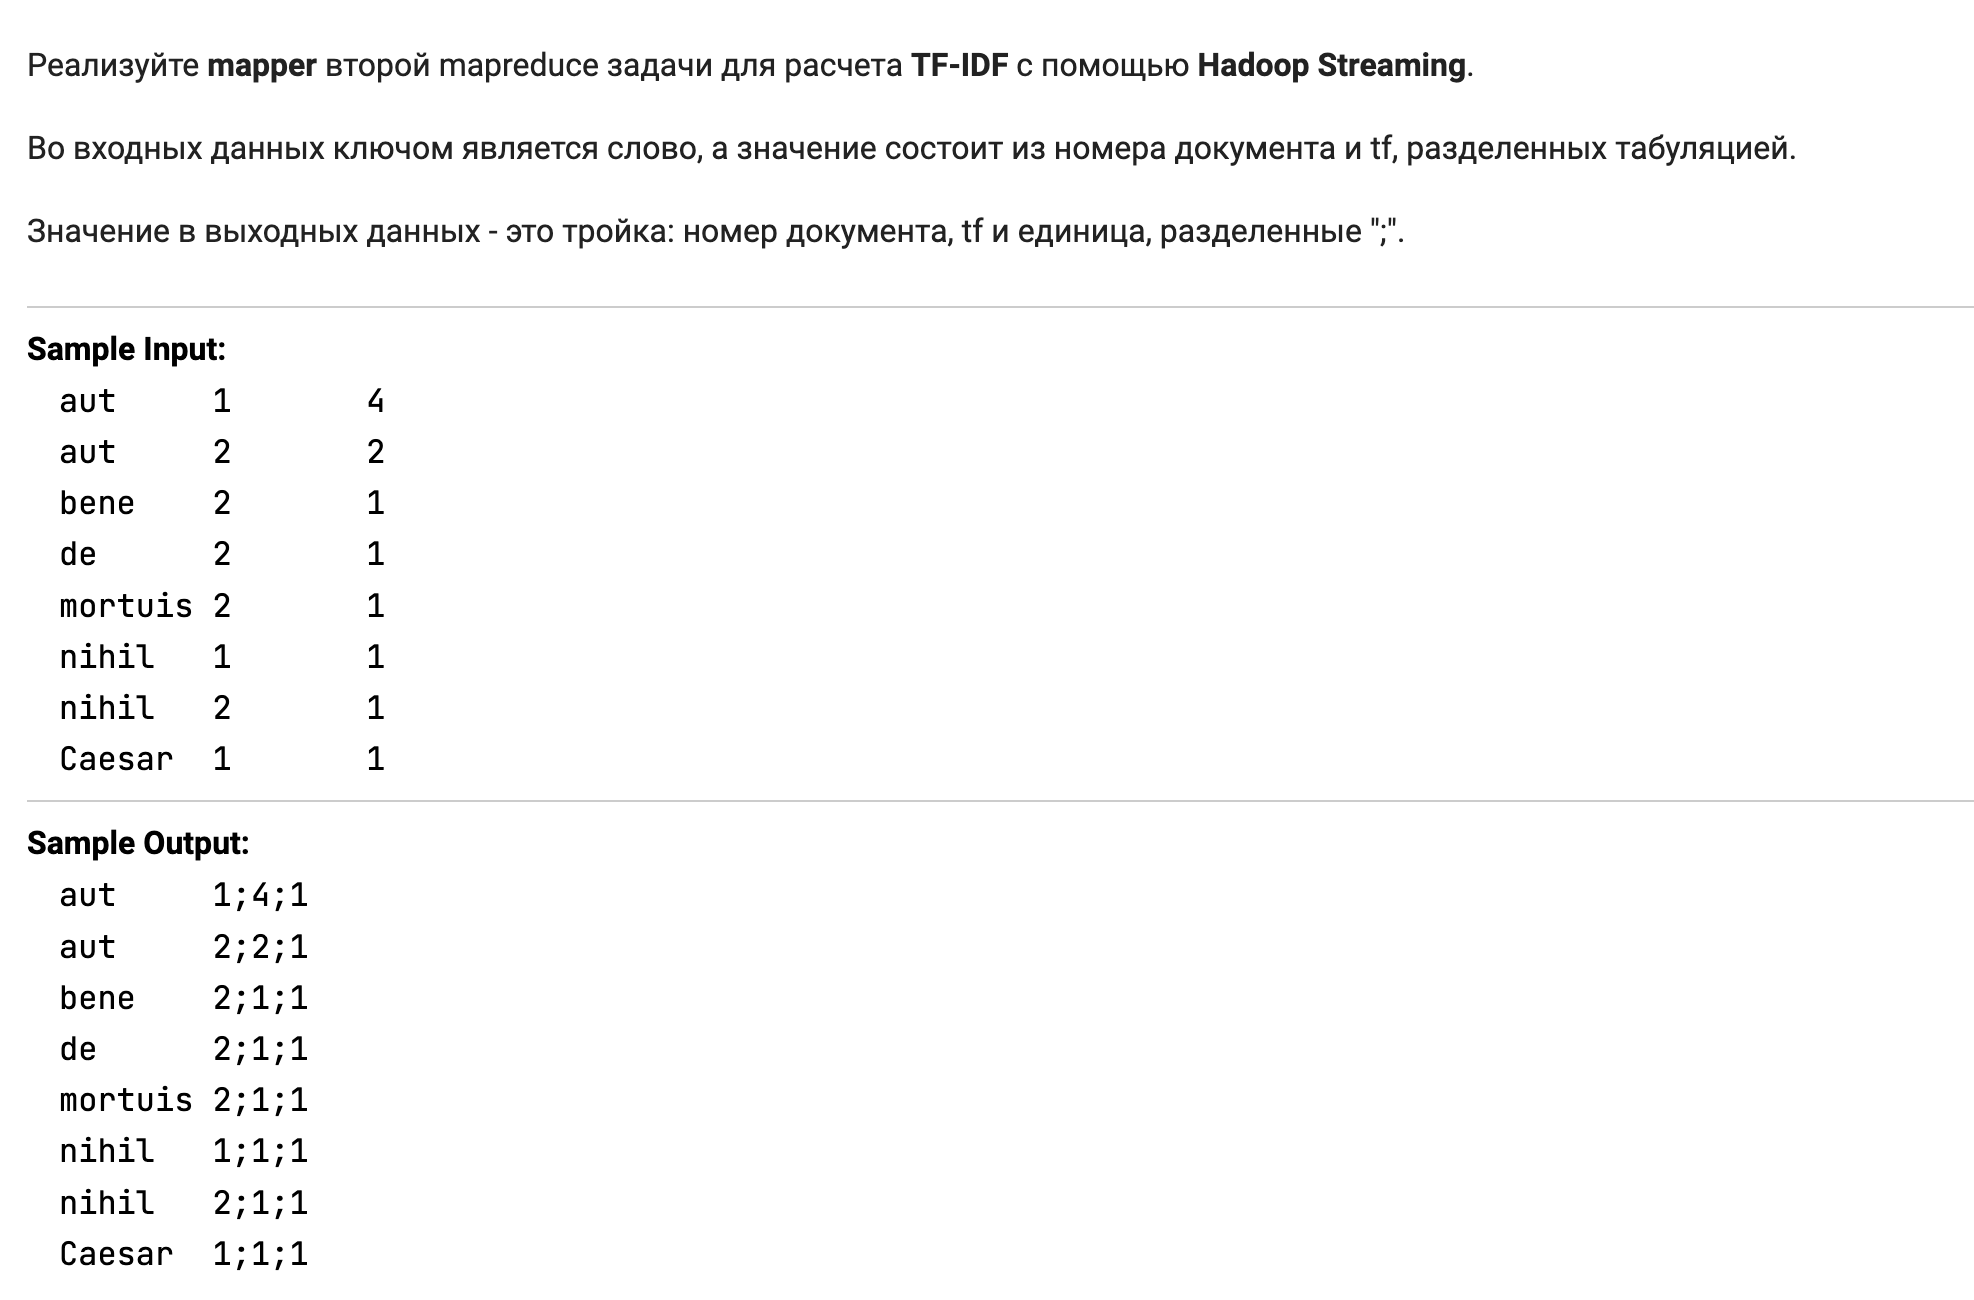 Реализуйте mapper второй mapreduce задачи для расчета TF-IDF с помощью Hadoop Streaming.
Во входных данных ключом является слово, а значение состоит из номера документа и tf, разделенных табуляцией.
Значение в выходных данных - это тройка: номер документа, tf и единица, разделенные ";".
Sample Input:
aut	1	4
aut	2	2
bene	2	1
de	2	1
mortuis	2	1
nihil	1	1
nihil	2	1
Caesar	1	1
Sample Output:
aut	1;4;1
aut	2;2;1
bene	2;1;1
de	2;1;1
mortuis	2;1;1
nihil	1;1;1
nihil	2;1;1
Caesar	1;1;1